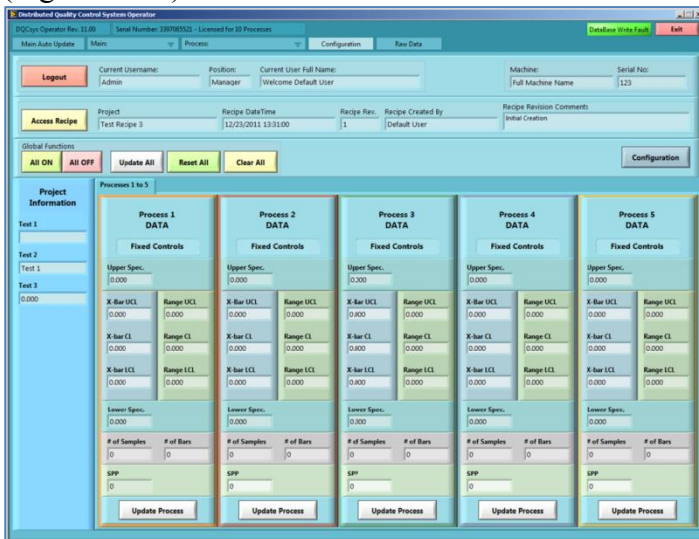 Distributed Quality Control System Operator
DQCsys Operator Rev. 11.00 Serial Number: 3397065521 - Licensed for 10 Processes DataBase Write Fault Exit
Main Auto Update Main: Process: Configuration Raw Data
Logout
Current Username: Position: Current User Full Name: Machine: Serial No:
Admin Manager Welcome Default User Full Machine Name 123
Access Recipe
Project Recipe DateTime Recipe Rev. Recipe Created By Recipe Revision Comments
Test Recipe 3 12/23/2011 13:31:00 1 Default User Initial Creation
Global Functions
All ON All OFF Update All Reset All Clear All Configuration
Project Information
Test 1
Test 2
Test 1
Test 3
0.000
Processes 1 to 5
Process 1 Process 2 Process 3 Process 4 Process 5
DATA DATA DATA DATA DATA
Fixed Controls Fixed Controls Fixed Controls Fixed Controls Fixed Controls
Upper Spec. Upper Spec. Upper Spec. Upper Spec. Upper Spec.
0.000 0.000 0.000 0.000 0.000
X-Bar UCL Range UCL X-Bar UCL Range UCL X-Bar UCL Range UCL X-Bar UCL Range UCL X-Bar UCL Range UCL
0.000 0.000 0.000 0.000 0.000 0.000 0.000 0.000 0.000 0.000
X-bar CL Range CL X-bar CL Range CL X-bar CL Range CL X-bar CL Range CL X-bar CL Range CL
0.000 0.000 0.000 0.000 0.000 0.000 0.000 0.000 0.000 0.000
X-bar LCL Range LCL X-bar LCL Range LCL X-bar LCL Range LCL X-bar LCL Range LCL X-bar LCL Range LCL
0.000 0.000 0.000 0.000 0.000 0.000 0.000 0.000 0.000 0.000
Lower Spec. Lower Spec. Lower Spec. Lower Spec. Lower Spec.
0.000 0.000 0.000 0.000 0.000
# of Samples # of Bars # of Samples # of Bars # of Samples # of Bars # of Samples # of Bars # of Samples # of Bars
0 0 0 0 0 0 0 0 0 0
SPP SPP SPP SPP SPP
0 0 0 0 0
Update Process Update Process Update Process Update Process Update Process